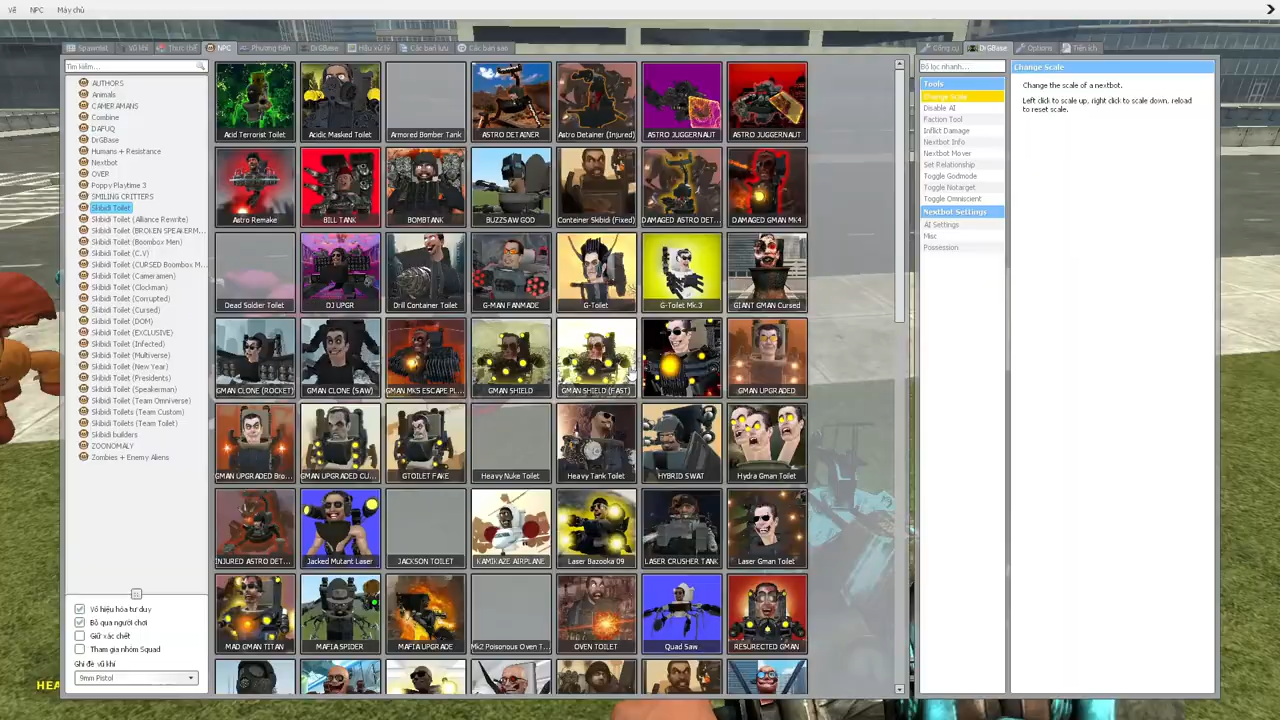 Vẽ NPC Máy chủ
Spawnlist Vũ khí Thực thể NPC Phương tiện DrGBase Hậu xử lý Các bản lưu Các bản sao
Công cụ DrGBase Options Tiện ích
Tìm kiếm...
AUTHORS
Animals
CAMERAMANS
Combine
DAFUQ
DrGBase
Humans + Resistance
Nextbot
OVER
Poppy Playtime 3
SMILING CRITTERS
Skibidi Toilet
Skibidi Toilet (Alliance Rewrite)
Skibidi Toilet (BROKEN SPEAKERM...
Skibidi Toilet (Boombox Men)
Skibidi Toilet (C.V)
Skibidi Toilet (CURSED Boombox M...
Skibidi Toilet (Cameramen)
Skibidi Toilet (Clockman)
Skibidi Toilet (Corrupted)
Skibidi Toilet (Cursed)
Skibidi Toilet (DOM)
Skibidi Toilet (EXCLUSIVE)
Skibidi Toilet (Infected)
Skibidi Toilet (Multiverse)
Skibidi Toilet (New Year)
Skibidi Toilet (Presidents)
Skibidi Toilet (Speakerman)
Skibidi Toilet (Team Omniverse)
Skibidi Toilet (Team Custom)
Skibidi Toilets (Team Toilet)
Skibidi builders
ZOONOMALY
Zombies + Enemy Aliens
Vô hiệu hóa tư duy
Bỏ qua người chơi
Giữ xác chết
Tham gia nhóm Squad
Ghi đè vũ khí
9mm Pistol
Acid Terrorist Toilet Acidic Masked Toilet Armored Bomber Tank ASTRO DETAINER Astro Detainer (Injured) ASTRO JUGGERNAUT ASTRO JUGGERNAUT
Astro Remake BILL TANK BOMBTANK BUZZSAW GOD Conteiner Skibidi (Fixed) DAMAGED ASTRO DET... DAMAGED GMAN MK4
Dead Soldier Toilet DJ UPGR Drill Container Toilet G-MAN FANMADE G-Toilet G-Toilet Mk.3 GIANT GMAN Cursed
GMAN CLONE (ROCKET) GMAN CLONE (SAW) GMAN MK5 ESCAPE PL... GMAN SHIELD GMAN SHIELD (FAST) GMAN UPGRADED
GMAN UPGRADED Bro... GMAN UPGRADED CU... GTOILET FAKE Heavy Nuke Toilet Heavy Tank Toilet HYBRID SWAT Hydra Gman Toilet
INJURED ASTRO DET... Jacked Mutant Laser JACKSON TOILET KAMIKAZE AIRPLANE Laser Bazooka 09 LASER CRUSHER TANK Laser Gman Toilet
MAD GMAN TITAN MAFIA SPIDER MAFIA UPGRADE Mk2 Poisonous Oven T... OVEN TOILET Quad Saw RESURECTED GMAN
Bộ lọc nhanh...
Tools
Change Scale
Disable AI
Faction Tool
Inflict Damage
Nextbot Info
Nextbot Mover
Set Relationship
Toggle Godmode
Toggle Notarget
Toggle Omniscient
Nextbot Settings
AI Settings
Misc
Possession
Change Scale
Change the scale of a nextbot.
Left click to scale up, right click to scale down, reload
to reset scale.
HEA